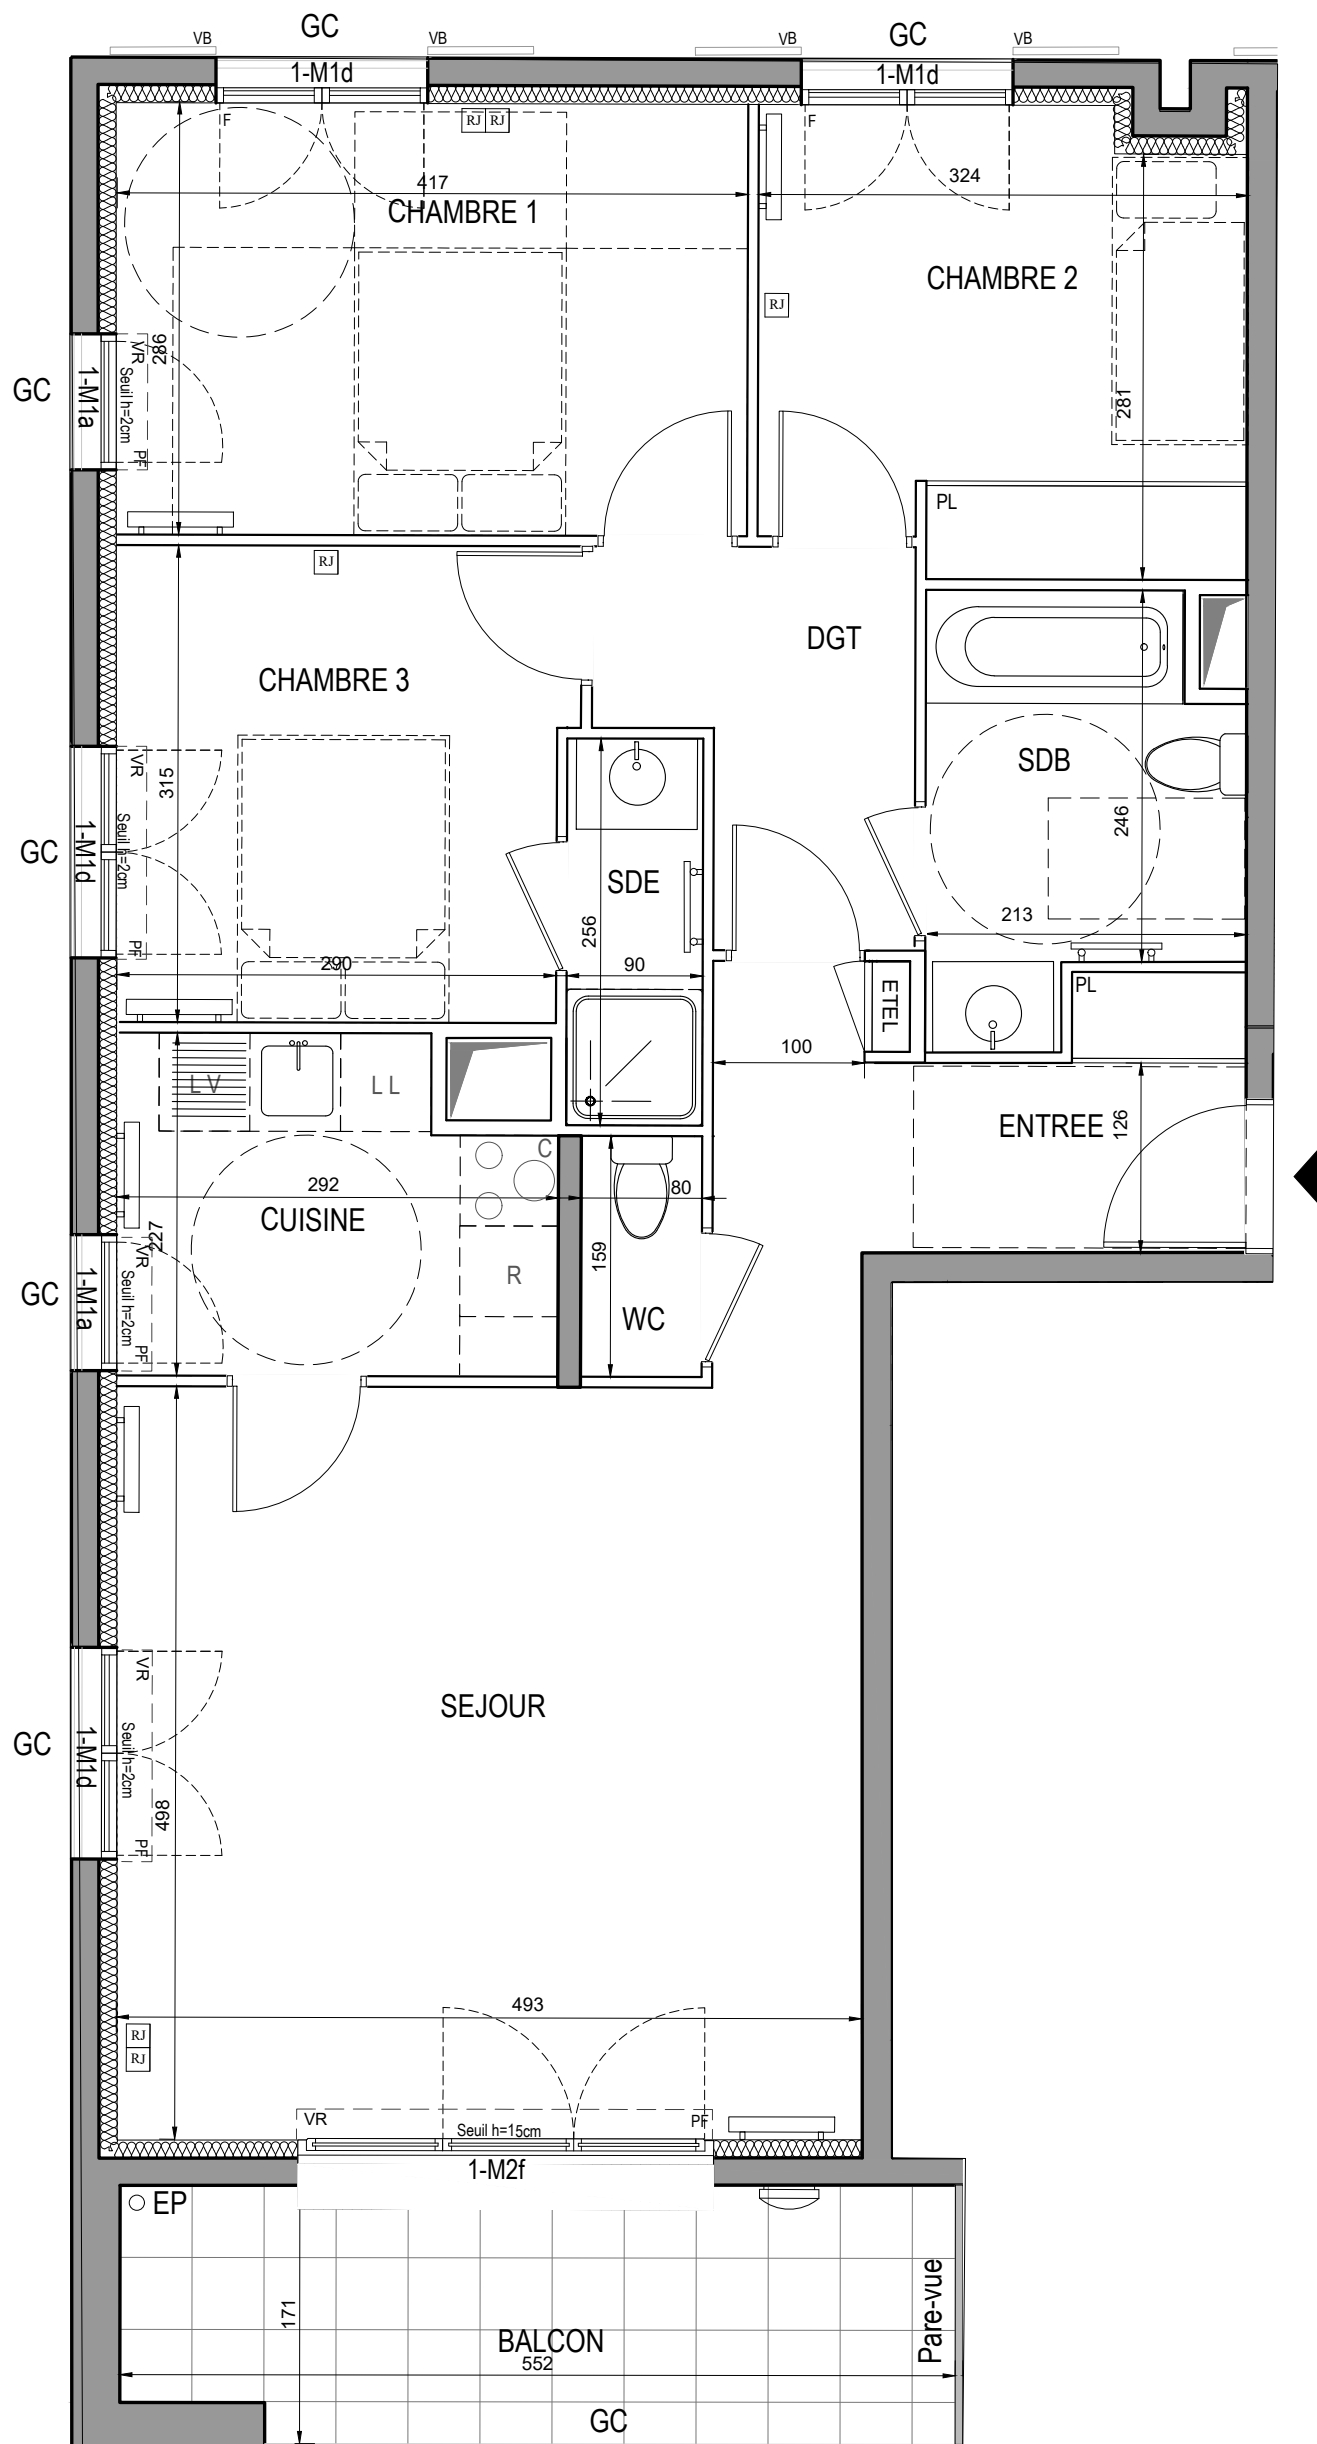 GC
GC
VB
VB
VB
VB
1-M1d
1-M1d
F
RJ
RJ
F
417
324
CHAMBRE 1
CHAMBRE 2
RJ
286
VR
Seuil h=2cm
PF
1-M1a
GC
281
PL
RJ
DGT
CHAMBRE 3
SDB
VR
315
Seuil h=2cm
PF
1-M1d
GC
246
SDE
256
213
290
90
PL
ETEL
100
LV
LL
ENTREE
126
C
292
80
CUISINE
227
VR
Seuil h=2cm
PF
1-M1a
GC
159
R
WC
VR
SEJOUR
Seuil h=2cm
PF
1-M1d
GC
498
493
RJ
RJ
VR
Seuil h=15cm
PF
1-M2f
EP
171
BALCON
552
Pare-vue
GC